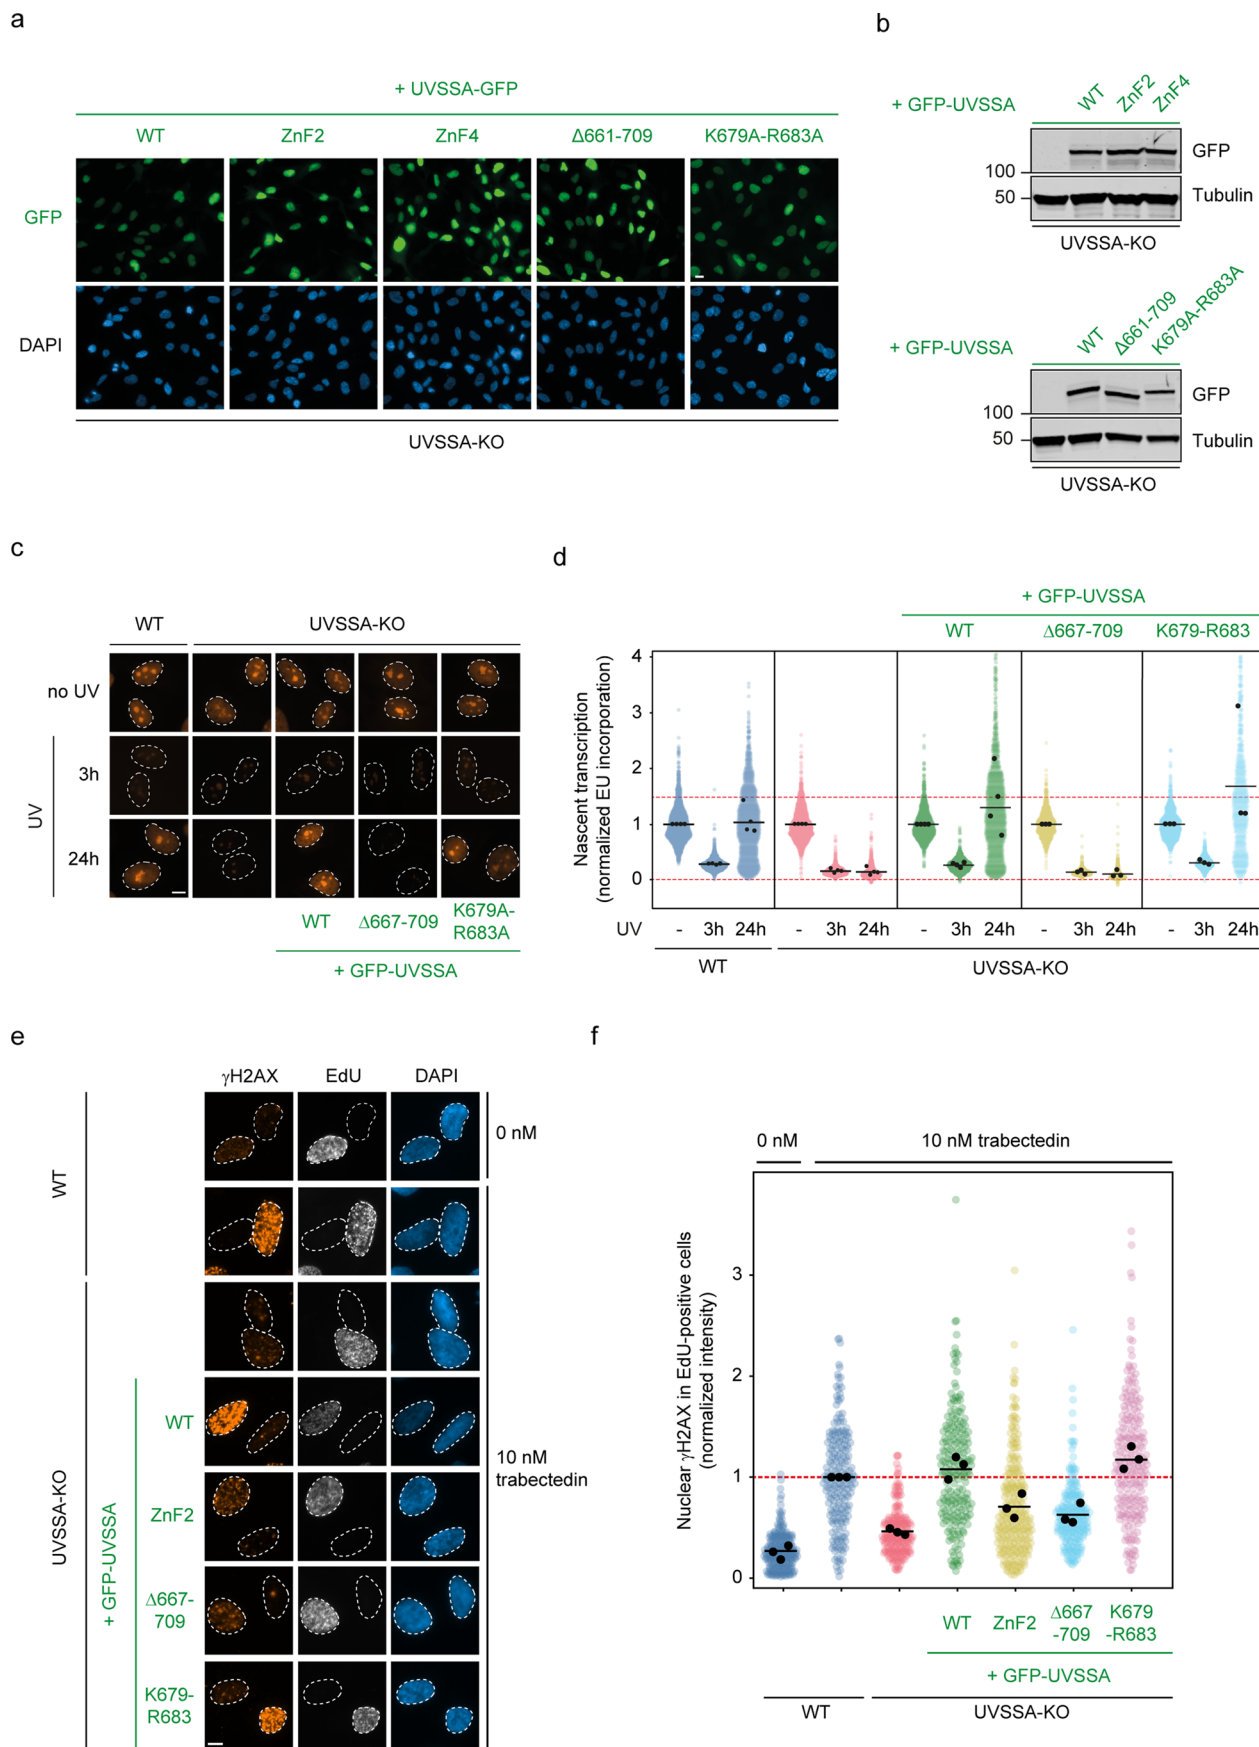 a
+ UVSSA-GFP
WT ZnF2 ZnF4 Δ661-709 K679A-R683A
GFP
DAPI
UVSSA-KO
b
+ GFP-UVSSA WT ZnF2 ZnF4
GFP
100
50 Tubulin
UVSSA-KO
+ GFP-UVSSA WT Δ661-709 K679A-R683A
GFP
100
50 Tubulin
UVSSA-KO
c
WT UVSSA-KO
no UV
UV
3h
24h
WT Δ667-709 K679A-
R683A
+ GFP-UVSSA
d
+ GFP-UVSSA
WT Δ667-709 K679-R683
Nascent transcription
(normalized EU incorporation)
4
3
2
1
0
UV - 3h 24h - 3h 24h - 3h 24h - 3h 24h - 3h 24h
WT UVSSA-KO
e
γH2AX EdU DAPI
0 nM
WT
10 nM
trabectedin
UVSSA-KO
+ GFP-UVSSA
WT
ZnF2
Δ667-
709
K679-
R683
f
0 nM 10 nM trabectedin
Nuclear γH2AX in EdU-positive cells
(normalized intensity)
3
2
1
0
WT ZnF2 Δ667 K679
-709 -R683
+ GFP-UVSSA
WT UVSSA-KO